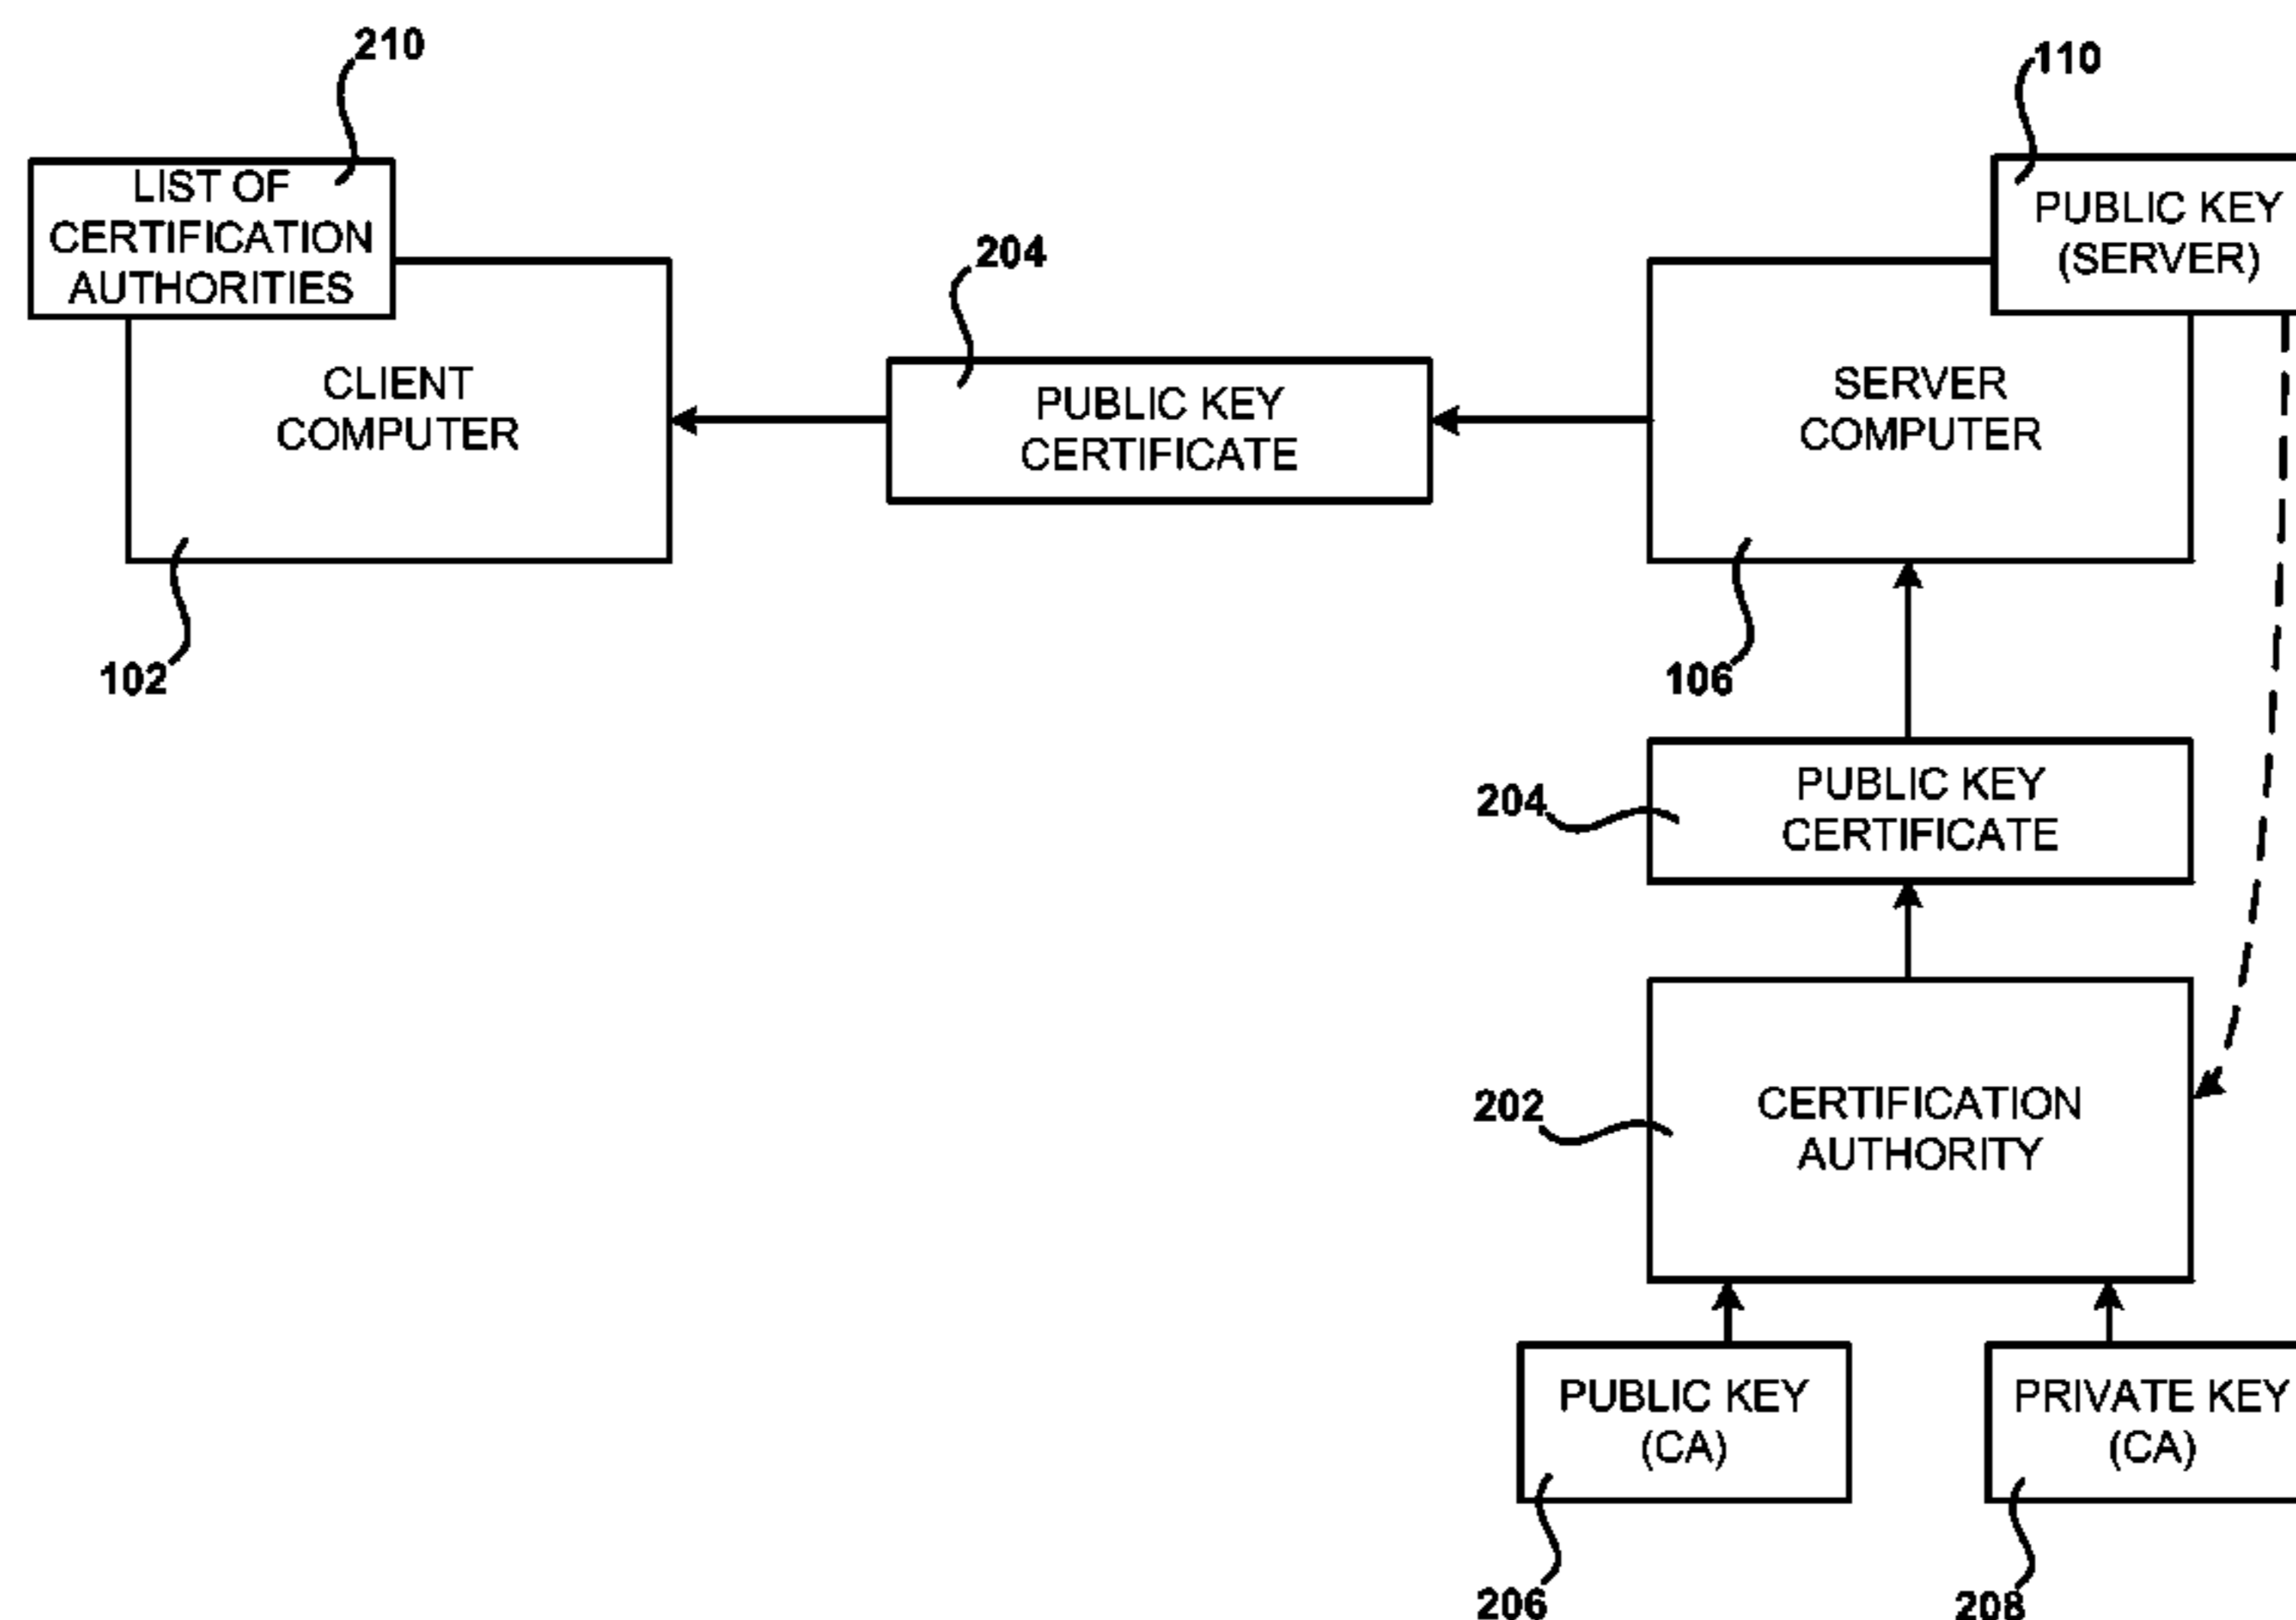 210
110
LIST OF
CERTIFICATION
AUTHORITIES
PUBLIC KEY
(SERVER)
204
CLIENT
COMPUTER
PUBLIC KEY
CERTIFICATE
SERVER
COMPUTER
102
106
204
PUBLIC KEY
CERTIFICATE
202
CERTIFICATION
AUTHORITY
PUBLIC KEY
(CA)
PRIVATE KEY
(CA)
206
208